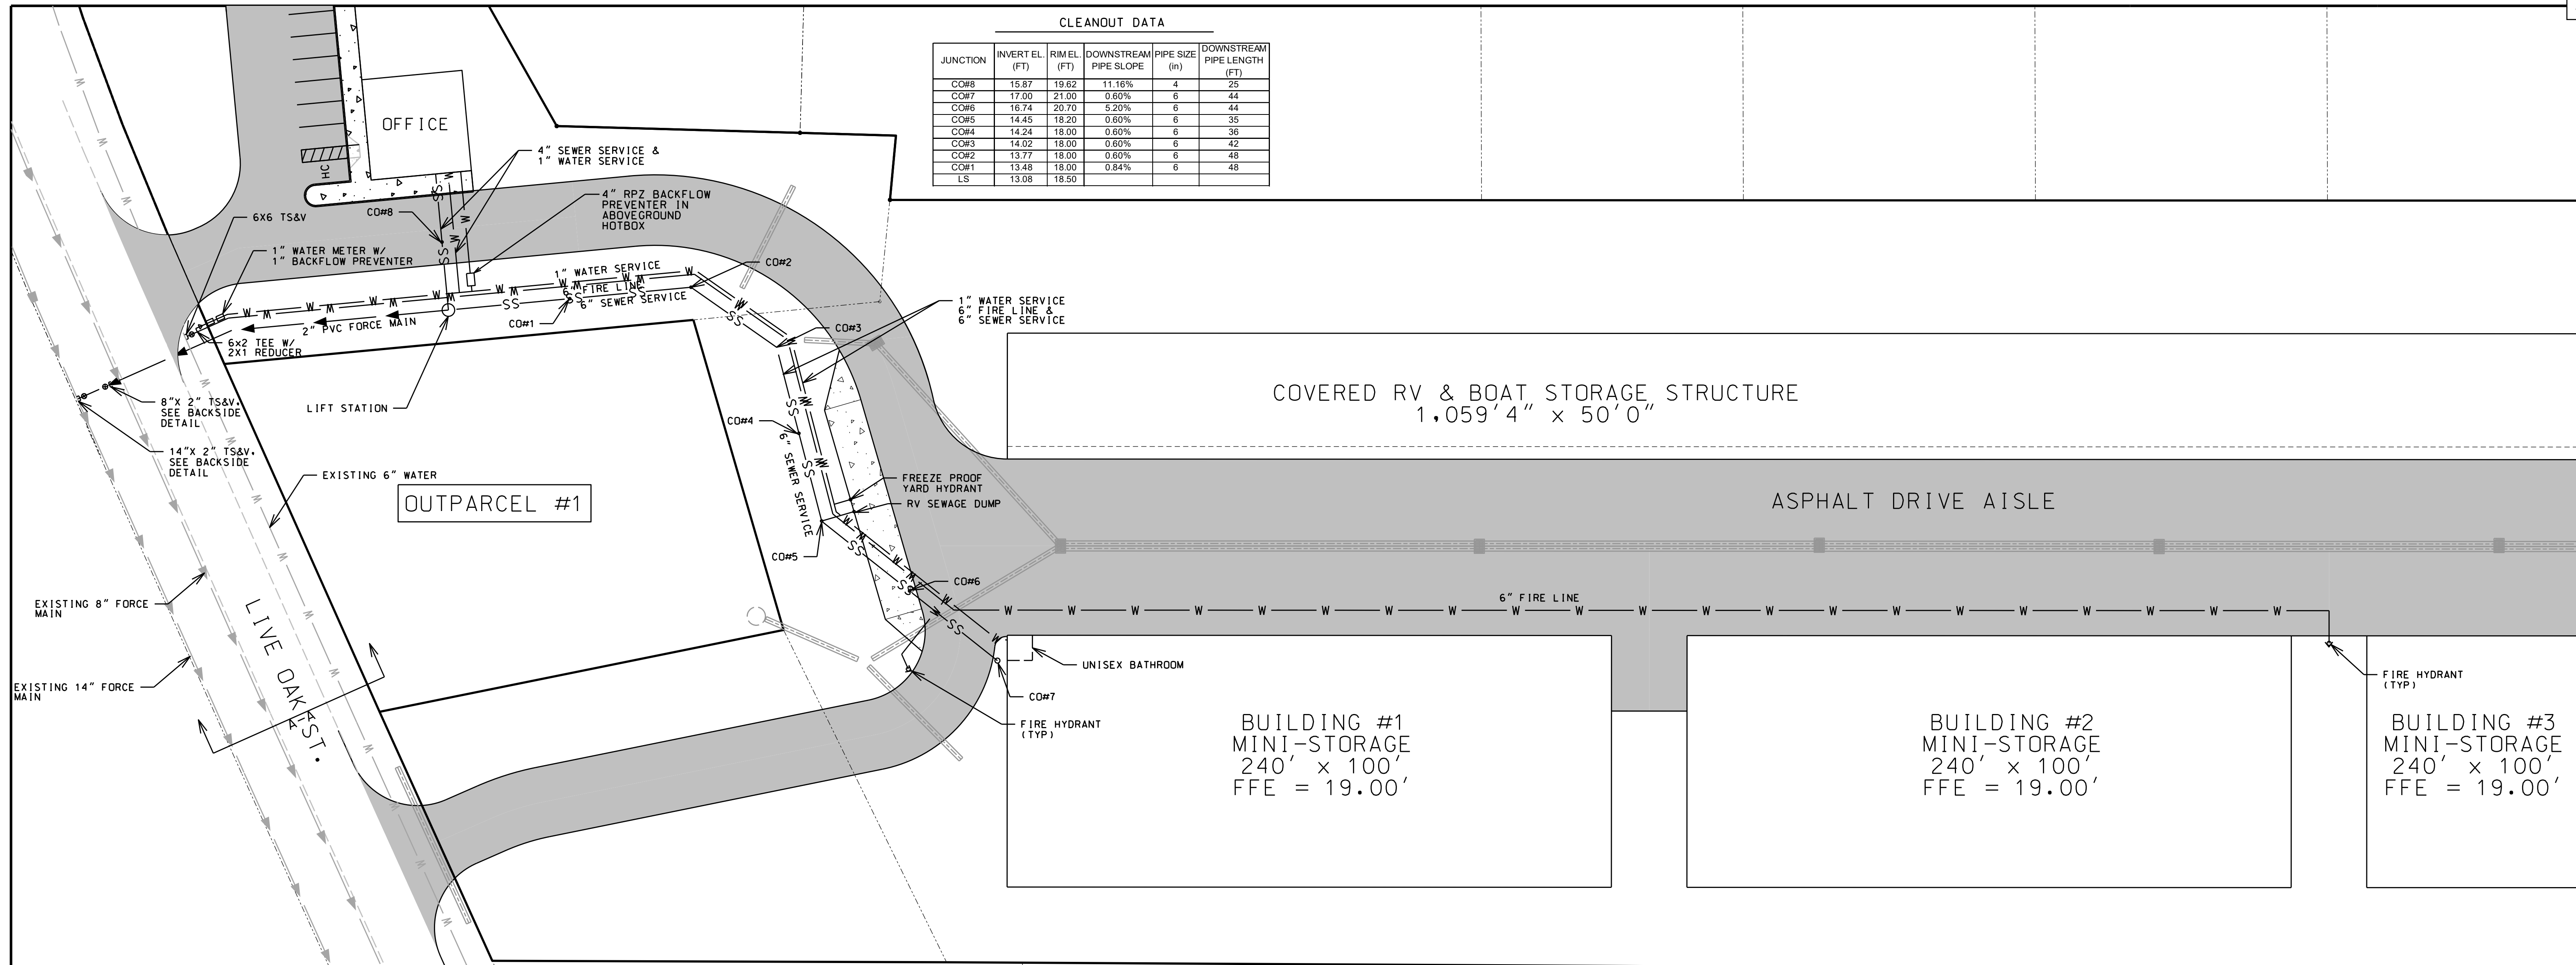 CLEANOUT DATA
JUNCTION INVERT EL. (FT) RIM EL. (FT) DOWNSTREAM PIPE SLOPE PIPE SIZE (in) DOWNSTREAM PIPE LENGTH (FT)
CO#8 15.87 19.62 11.16% 4 25
CO#7 17.00 21.00 0.60% 6 44
CO#6 16.74 20.70 5.20% 6 44
CO#5 14.45 18.20 0.60% 6 35
CO#4 14.24 18.00 0.60% 6 36
CO#3 14.02 18.00 0.60% 6 42
CO#2 13.77 18.00 0.60% 6 48
CO#1 13.48 18.00 0.84% 6 48
LS 13.08 18.50
OFFICE
HC
4" SEWER SERVICE &
1" WATER SERVICE
4" RPZ BACKFLOW
PREVENTER IN
ABOVEGROUND
HOTBOX
CO#8
6X6 TS&V
1" WATER METER W/
1" BACKFLOW PREVENTER
1" WATER SERVICE
6" FIRE LINE
6" SEWER SERVICE
CO#2
CO#1
2" PVC FORCE MAIN
6x2 TEE W/
2X1 REDUCER
CO#3
1" WATER SERVICE
6" FIRE LINE &
6" SEWER SERVICE
8"X 2" TS&V.
SEE BACKSIDE
DETAIL
14"X 2" TS&V.
SEE BACKSIDE
DETAIL
LIFT STATION
CO#4
6" SEWER SERVICE
EXISTING 6" WATER
OUTPARCEL #1
FREEZE PROOF
YARD HYDRANT
RV SEWAGE DUMP
CO#5
CO#6
COVERED RV & BOAT STORAGE STRUCTURE
1,059'4" x 50'0"
ASPHALT DRIVE AISLE
6" FIRE LINE
EXISTING 8" FORCE
MAIN
EXISTING 14" FORCE
MAIN
LIVE OAK ST.
A-A
UNISEX BATHROOM
CO#7
FIRE HYDRANT
(TYP)
FIRE HYDRANT
(TYP)
BUILDING #1
MINI-STORAGE
240' x 100'
FFE = 19.00'
BUILDING #2
MINI-STORAGE
240' x 100'
FFE = 19.00'
BUILDING #3
MINI-STORAGE
240' x 100'
FFE = 19.00'